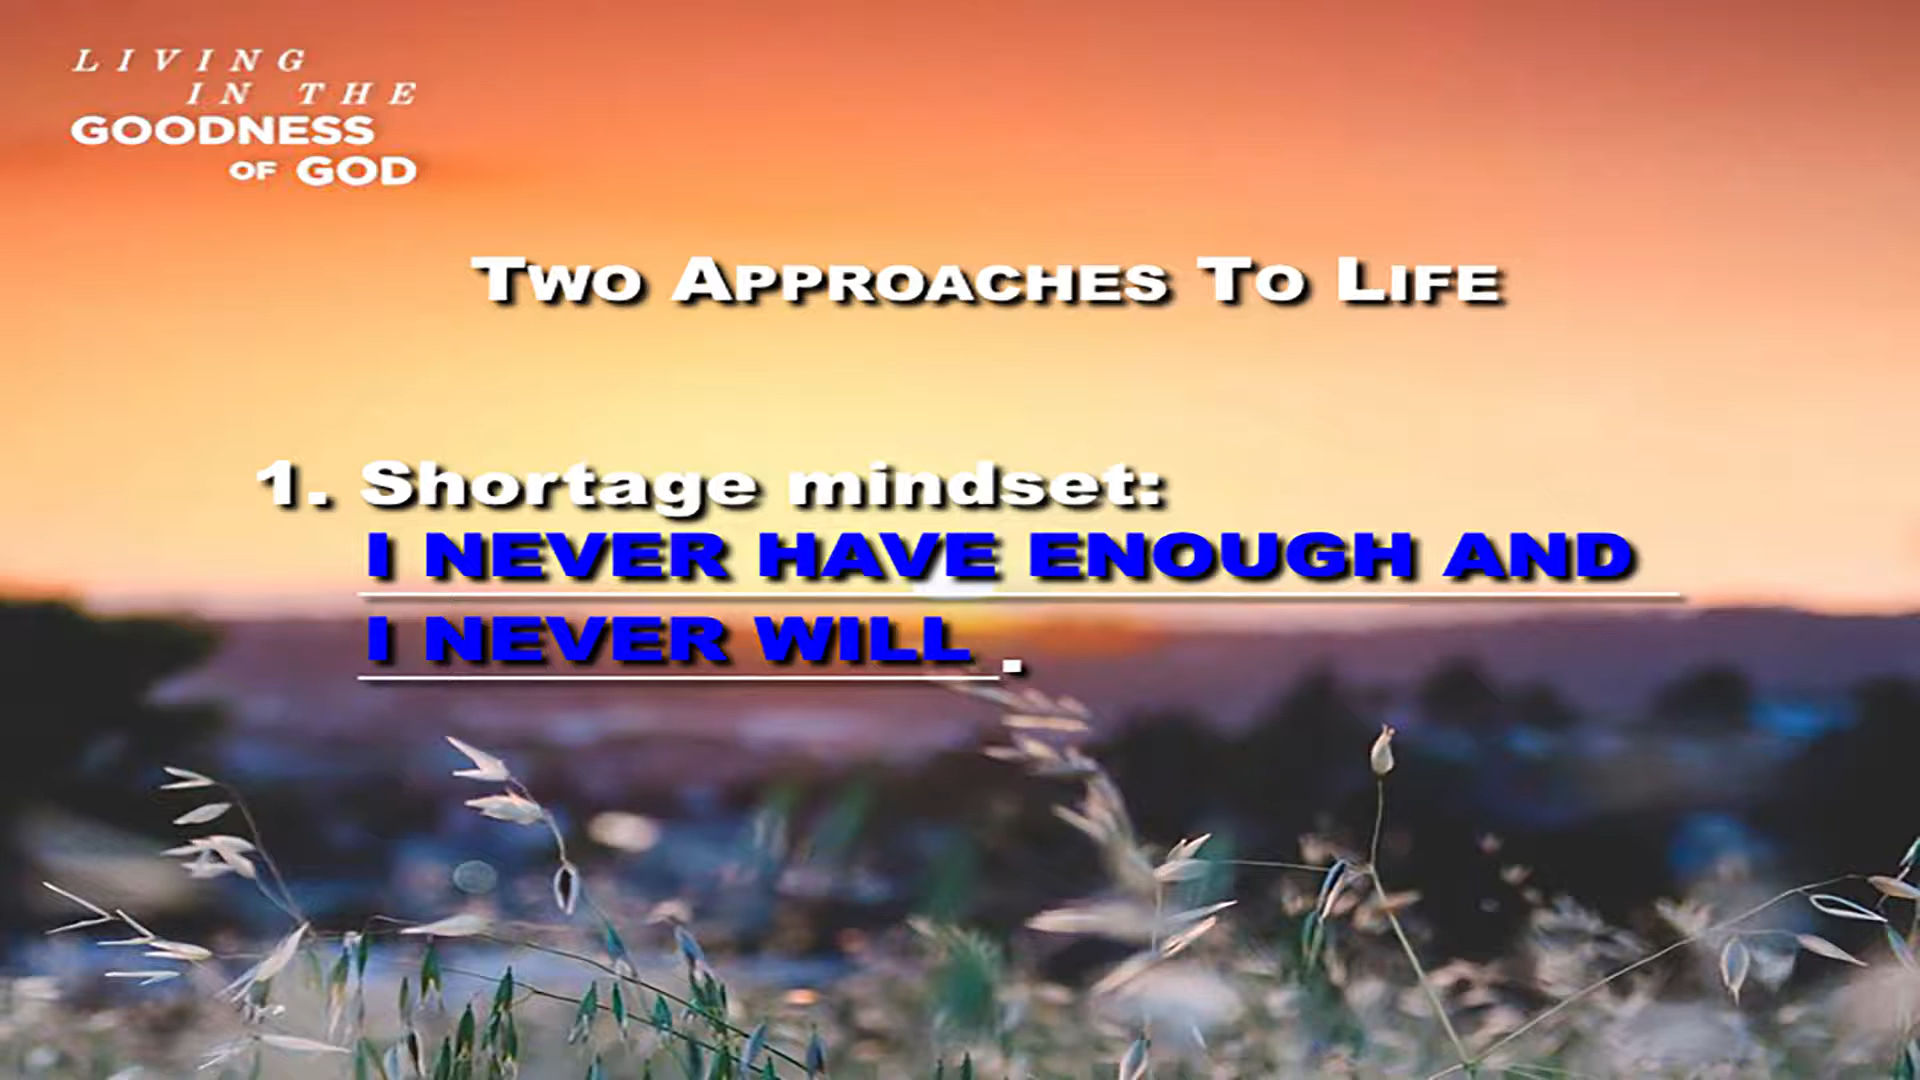 LIVING
IN THE
GOODNESS
OF GOD
TWO APPROACHES TO LIFE
1. Shortage mindset:
I NEVER HAVE ENOUGH AND
I NEVER WILL.